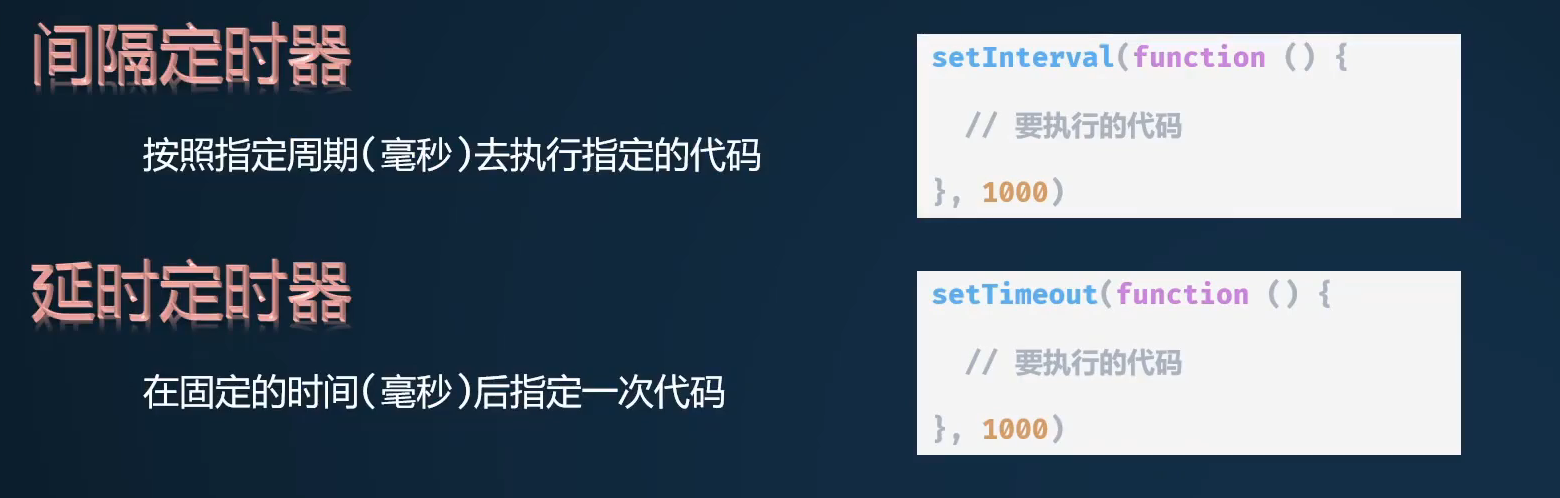 间隔定时器
按照指定周期(毫秒)去执行指定的代码
setInterval(function () {
// 要执行的代码
}, 1000)
延时定时器
在固定的时间(毫秒)后指定一次代码
setTimeout(function () {
// 要执行的代码
}, 1000)